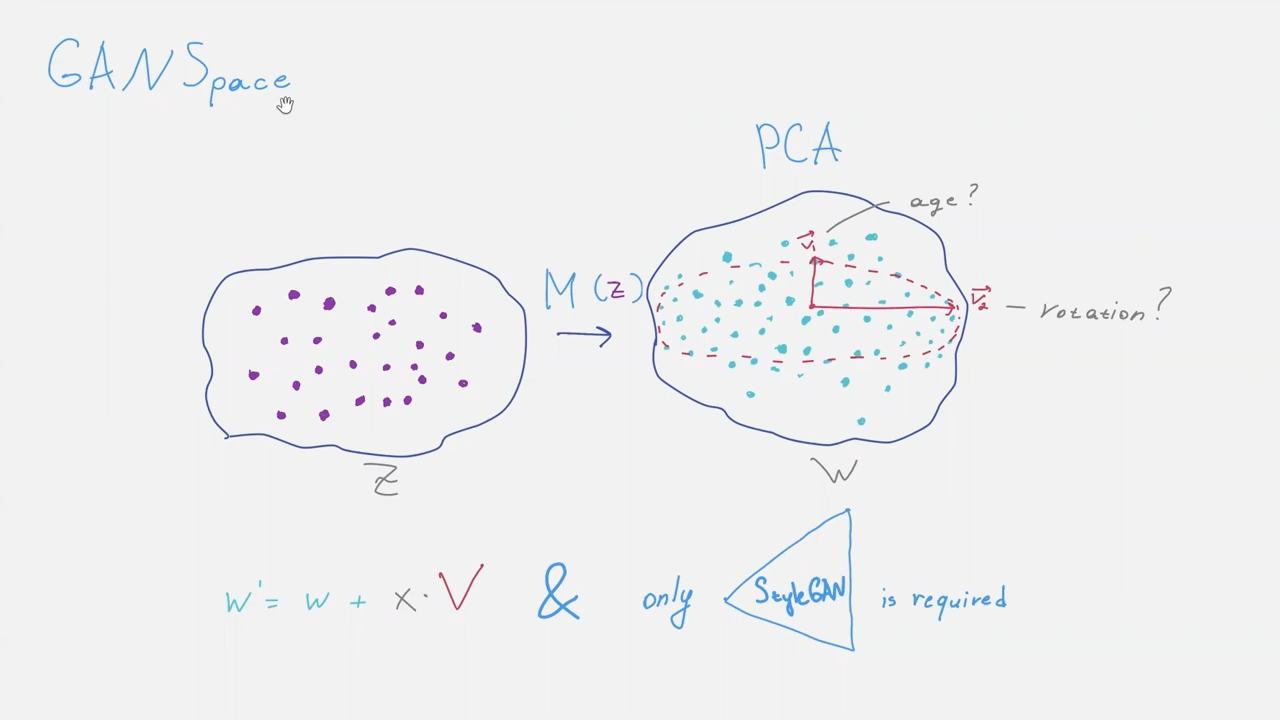 GANSpace
PCA
age?
v₁
M(z)
v₂ — rotation?
Z
W
w' = w + x·V & only StyleGAN is required